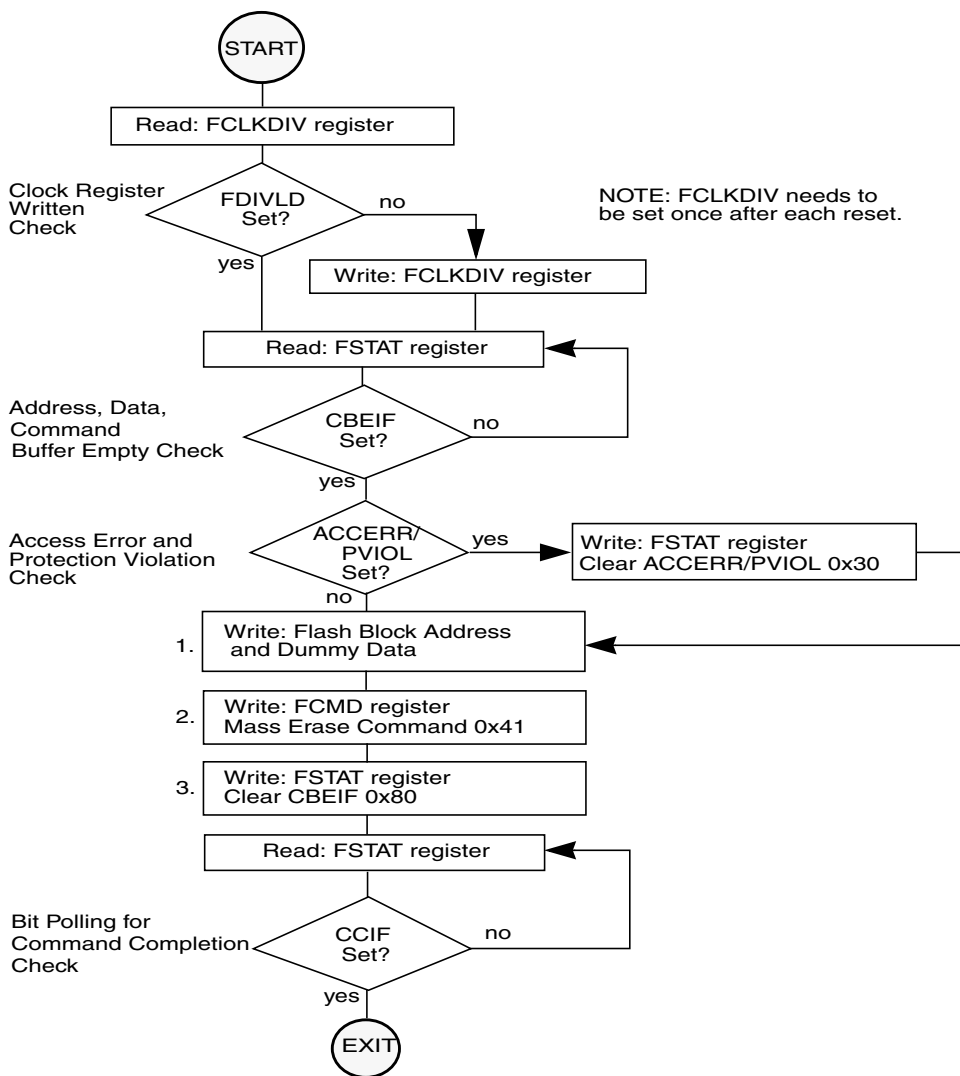 START
Read: FCLKDIV register
Clock Register
Written
Check
FDIVLD
Set?
no
yes
NOTE: FCLKDIV needs to
be set once after each reset.
Write: FCLKDIV register
Read: FSTAT register
Address, Data,
Command
Buffer Empty Check
CBEIF
Set?
no
yes
Access Error and
Protection Violation
Check
ACCERR/
PVIOL
Set?
yes
no
Write: FSTAT register
Clear ACCERR/PVIOL 0x30
1.
Write: Flash Block Address
and Dummy Data
2.
Write: FCMD register
Mass Erase Command 0x41
3.
Write: FSTAT register
Clear CBEIF 0x80
Read: FSTAT register
Bit Polling for
Command Completion
Check
CCIF
Set?
no
yes
EXIT